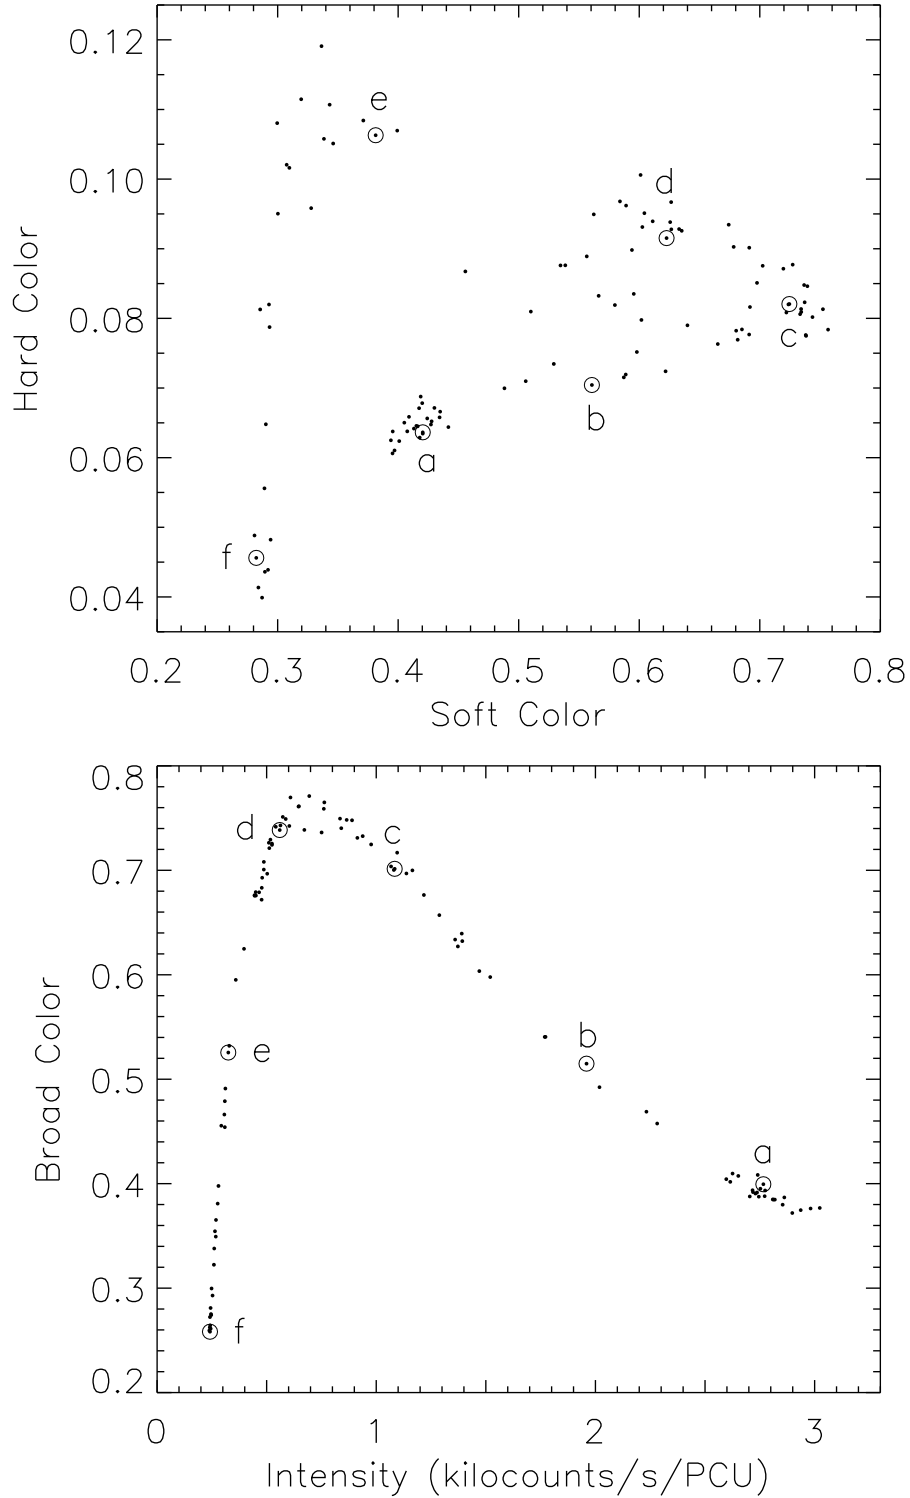 0.12
0.10
0.08
0.06
0.04
Hard Color
e
d
c
b
a
f
0.2 0.3 0.4 0.5 0.6 0.7 0.8
Soft Color
0.8
0.7
0.6
0.5
0.4
0.3
0.2
Broad Color
d
c
e
b
a
f
0 1 2 3
Intensity (kilocounts/s/PCU)